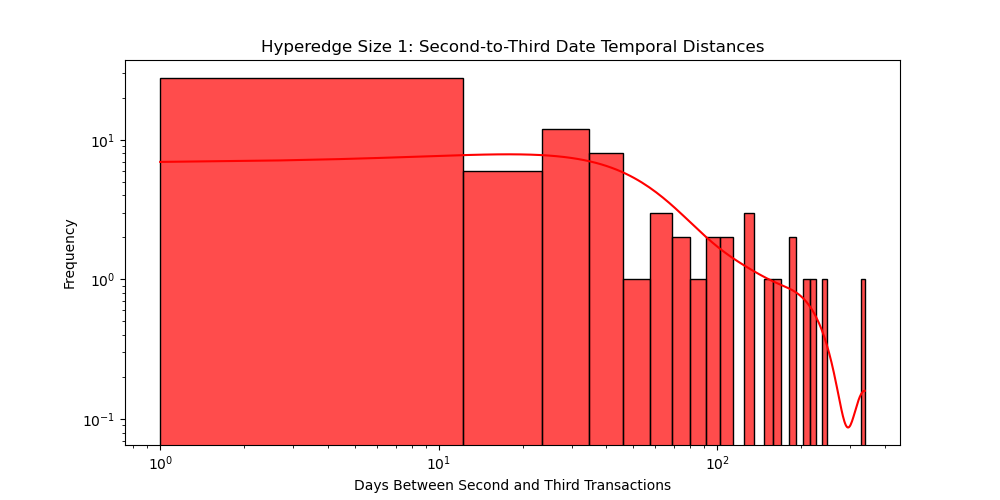 Hyperedge Size 1: Second-to-Third Date Temporal Distances
Frequency
10¹
10⁰
10⁻¹
10⁰ 10¹ 10²
Days Between Second and Third Transactions